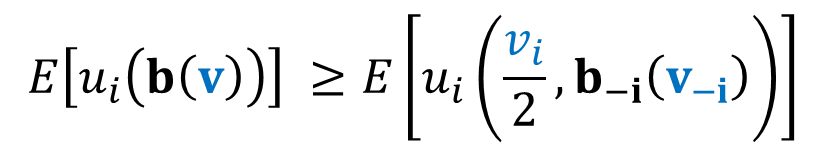 E[u_i(b(v))] ≥ E[u_i(v_i/2, b_{−i}(v_{−i}))]